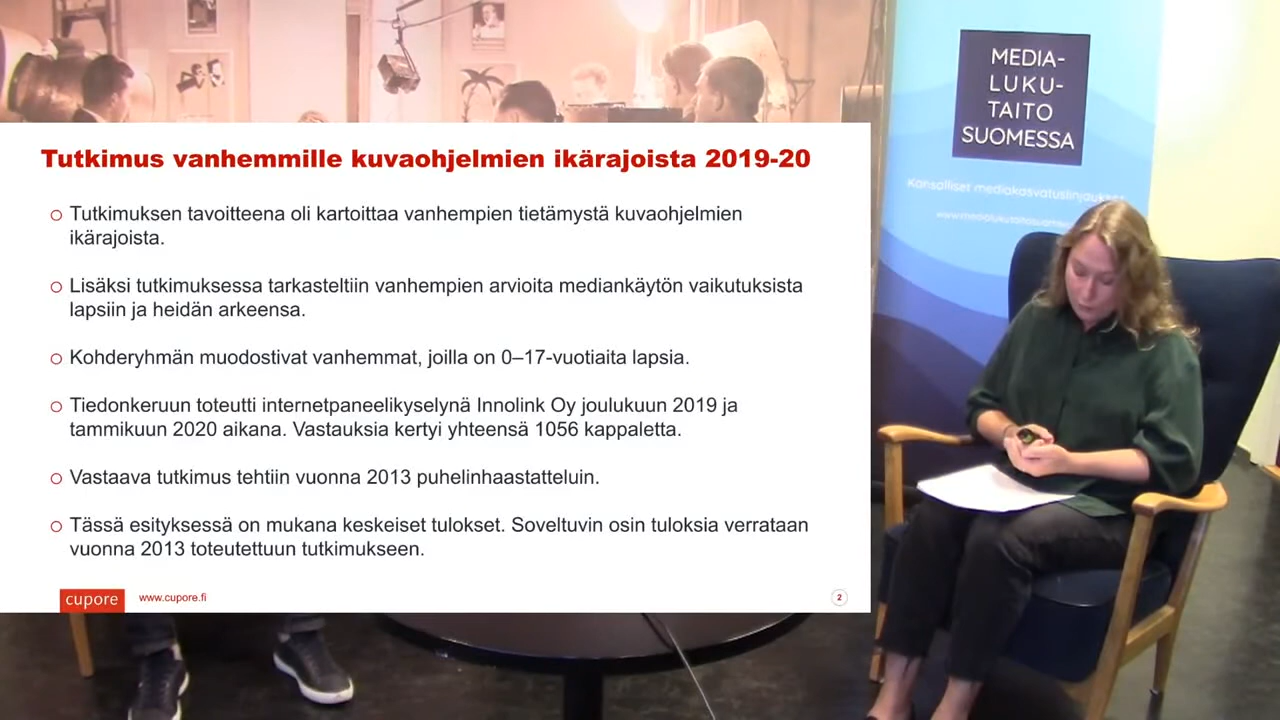 Tutkimus vanhemmille kuvaohjelmien ikärajoista 2019-20
○ Tutkimuksen tavoitteena oli kartoittaa vanhempien tietämystä kuvaohjelmien
ikärajoista.
○ Lisäksi tutkimuksessa tarkasteltiin vanhempien arvioita mediankäytön vaikutuksista
lapsiin ja heidän arkeensa.
○ Kohderyhmän muodostivat vanhemmat, joilla on 0–17-vuotiaita lapsia.
○ Tiedonkeruun toteutti internetpaneelikyselynä Innolink Oy joulukuun 2019 ja
tammikuun 2020 aikana. Vastauksia kertyi yhteensä 1056 kappaletta.
○ Vastaava tutkimus tehtiin vuonna 2013 puhelinhaastatteluin.
○ Tässä esityksessä on mukana keskeiset tulokset. Soveltuvin osin tuloksia verrataan
vuonna 2013 toteutettuun tutkimukseen.
cupore
www.cupore.fi
2
MEDIA-
LUKU-
TAITO
SUOMESSA
Kansalliset mediakasvatuslinjaukset